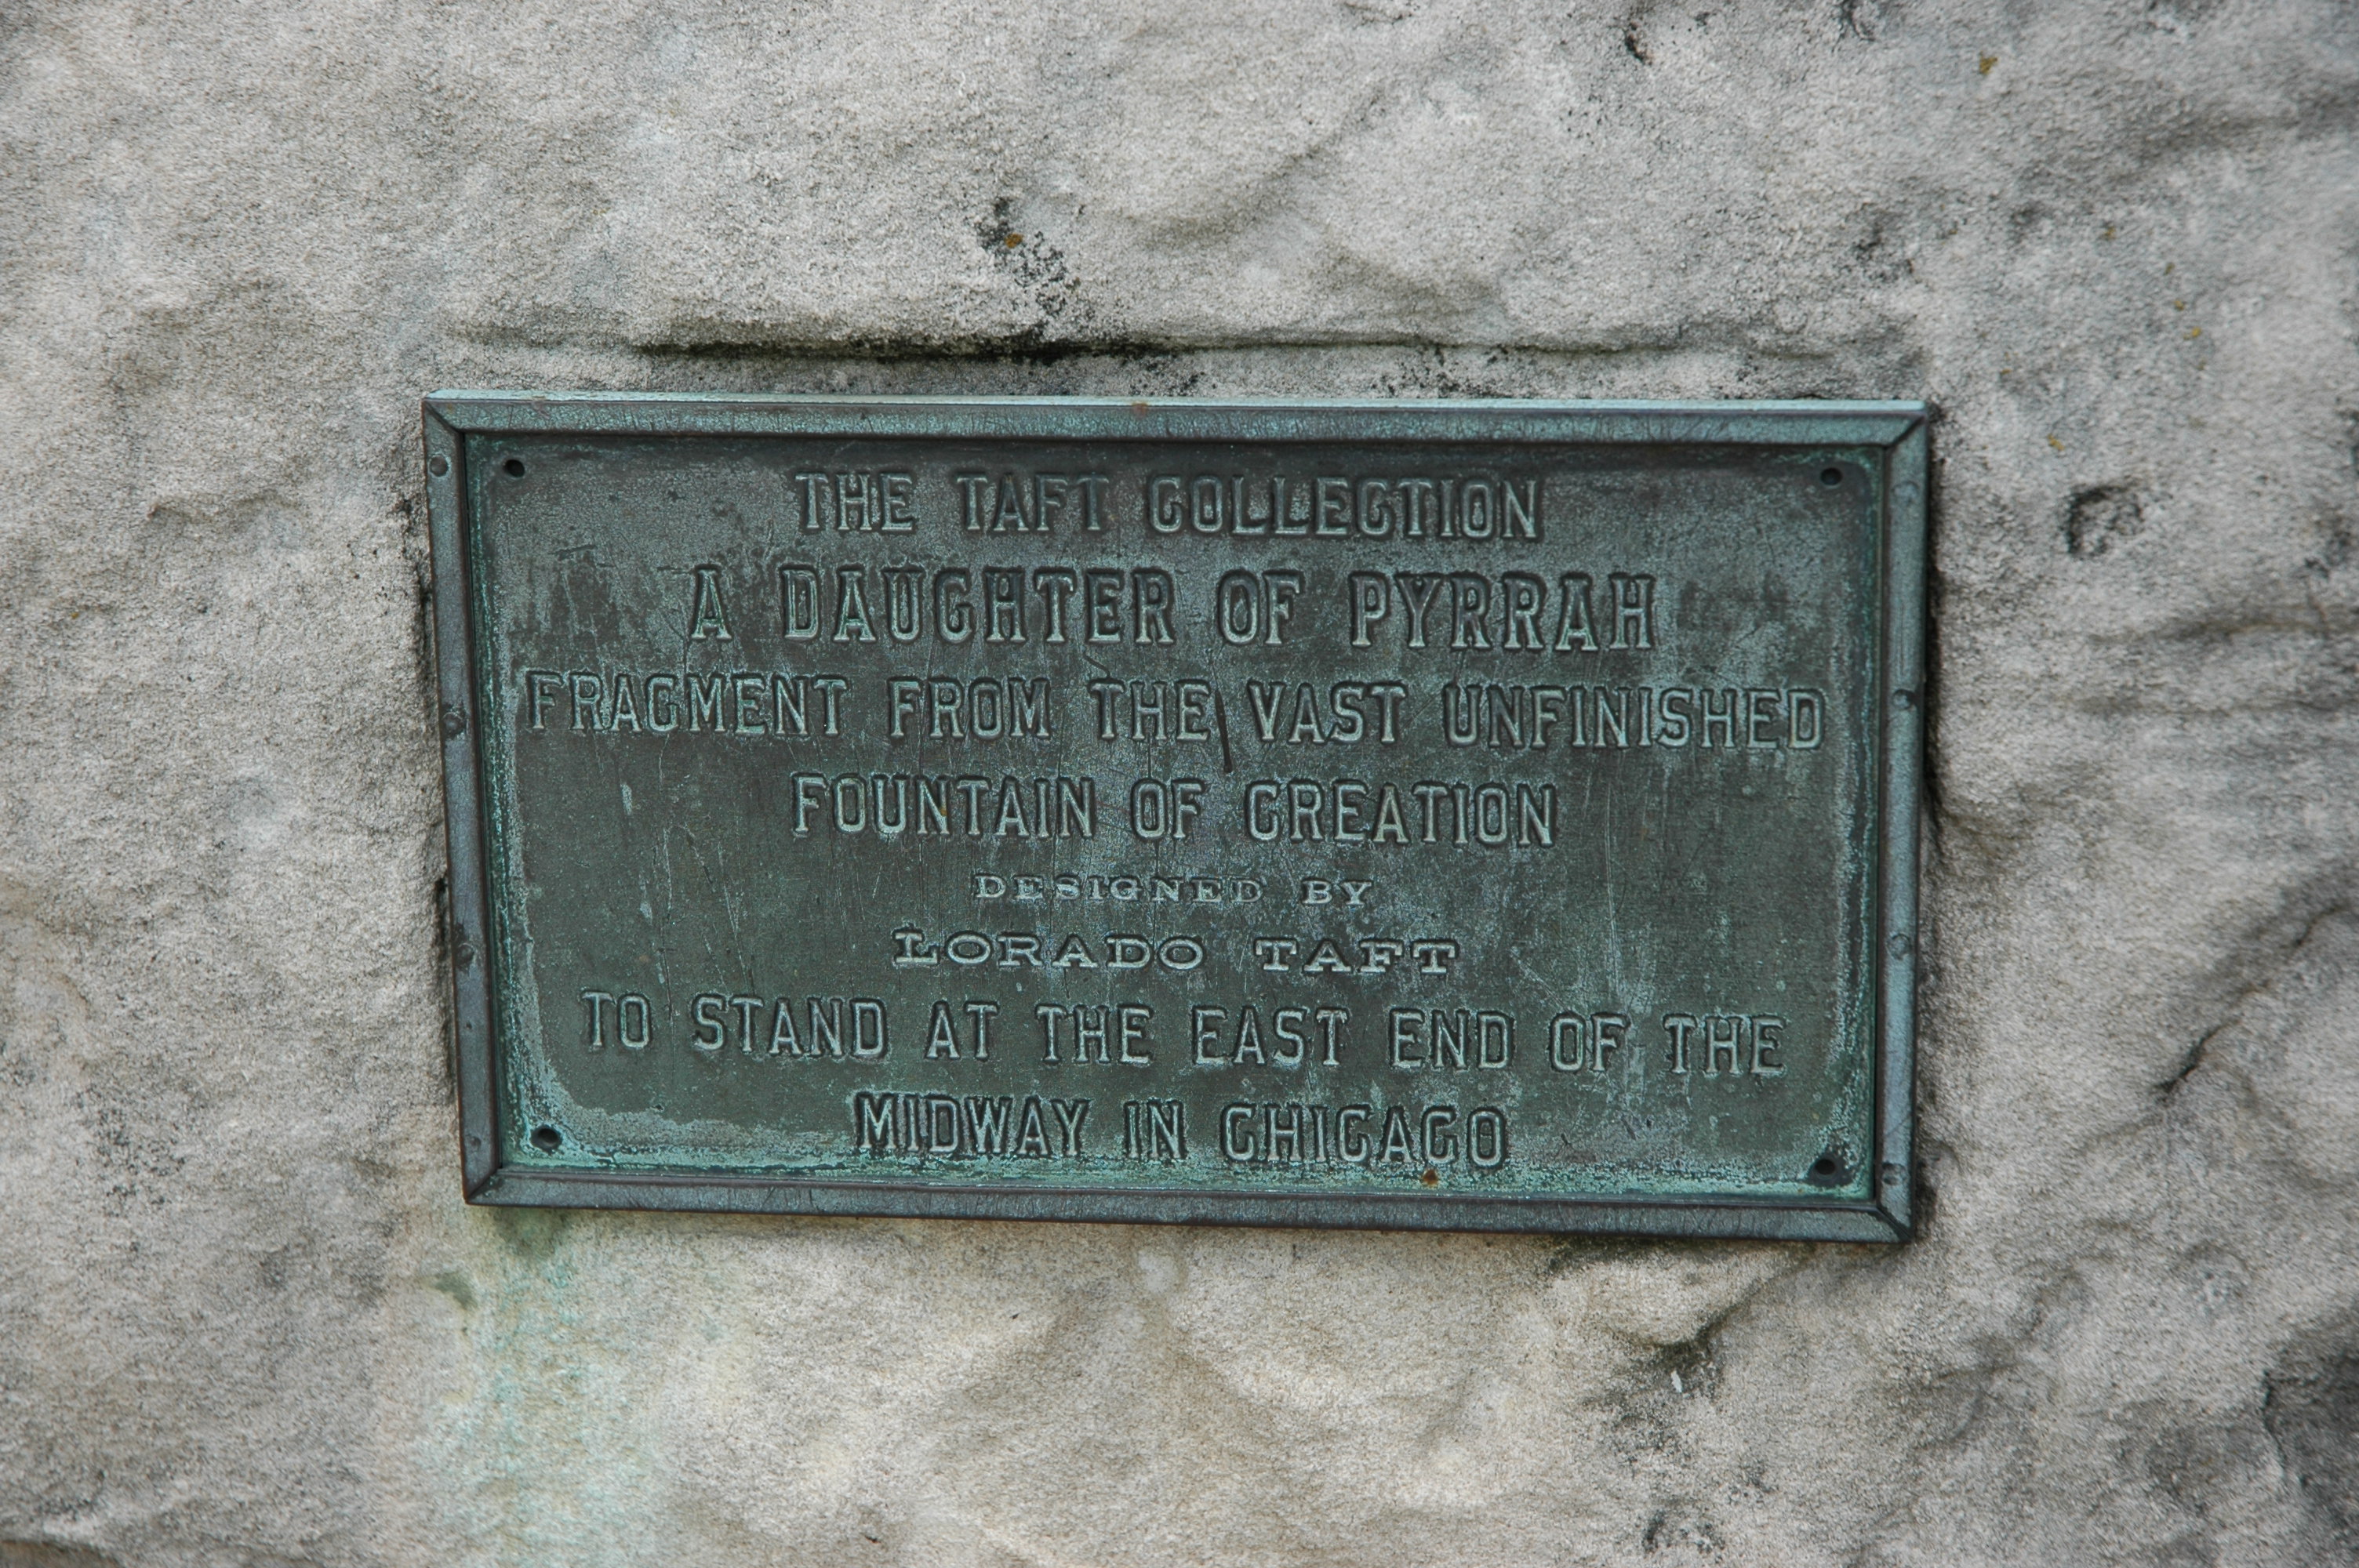 THE TAFT COLLECTION
A DAUGHTER OF PYRRAH
FRAGMENT FROM THE VAST UNFINISHED
FOUNTAIN OF CREATION
DESIGNED BY
LORADO TAFT
TO STAND AT THE EAST END OF THE
MIDWAY IN CHICAGO